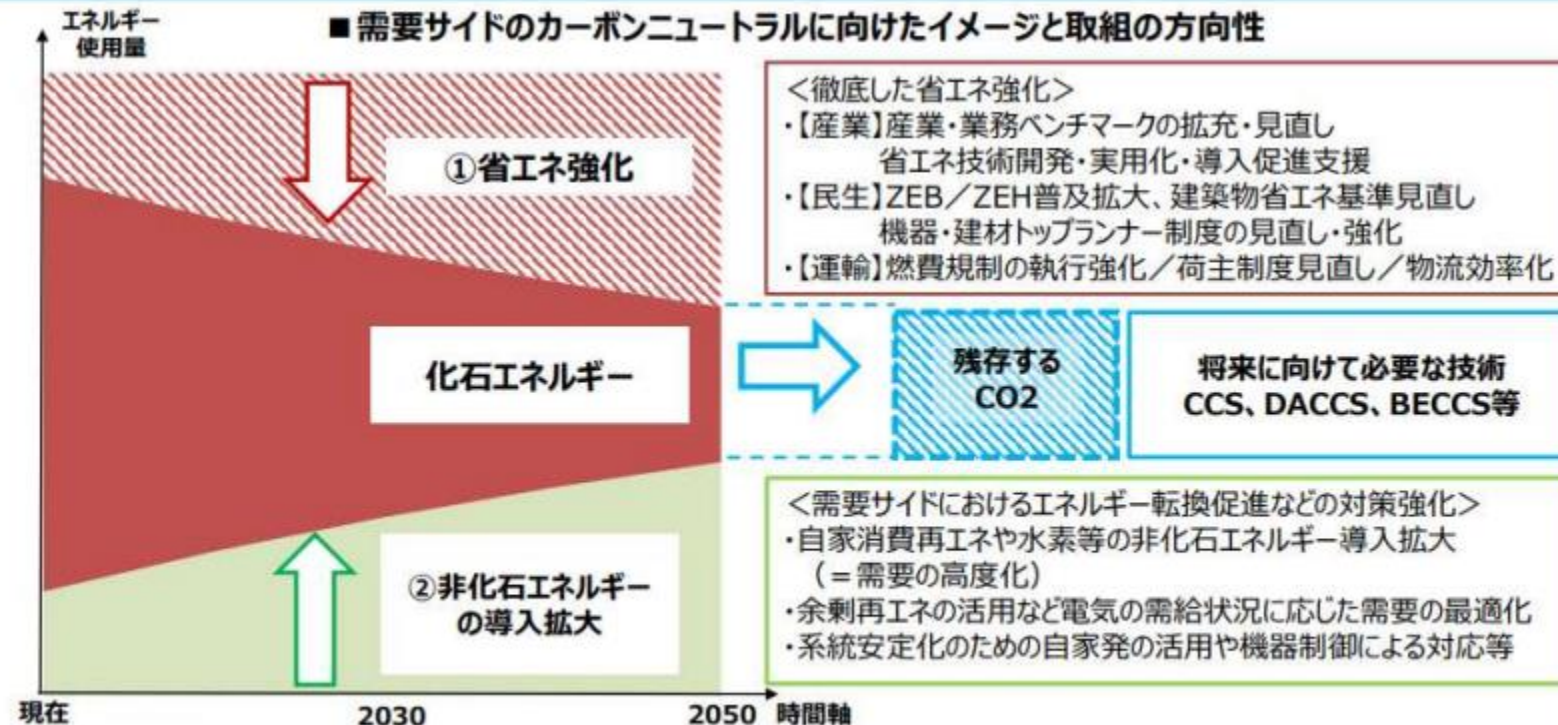 ■需要サイドのカーボンニュートラルに向けたイメージと取組の方向性
エネルギー
使用量
①省エネ強化
化石エネルギー
②非化石エネルギー
の導入拡大
現在
2030
2050
時間軸
＜徹底した省エネ強化＞
・【産業】産業・業務ベンチマークの拡充・見直し
省エネ技術開発・実用化・導入促進支援
・【民生】ZEB／ZEH普及拡大、建築物省エネ基準見直し
機器・建材トップランナー制度の見直し・強化
・【運輸】燃費規制の執行強化／荷主制度見直し／物流効率化
残存する
CO2
将来に向けて必要な技術
CCS、DACCS、BECCS等
＜需要サイドにおけるエネルギー転換促進などの対策強化＞
・自家消費再エネや水素等の非化石エネルギー導入拡大
（＝需要の高度化）
・余剰再エネの活用など電気の需給状況に応じた需要の最適化
・系統安定化のための自家発の活用や機器制御による対応等